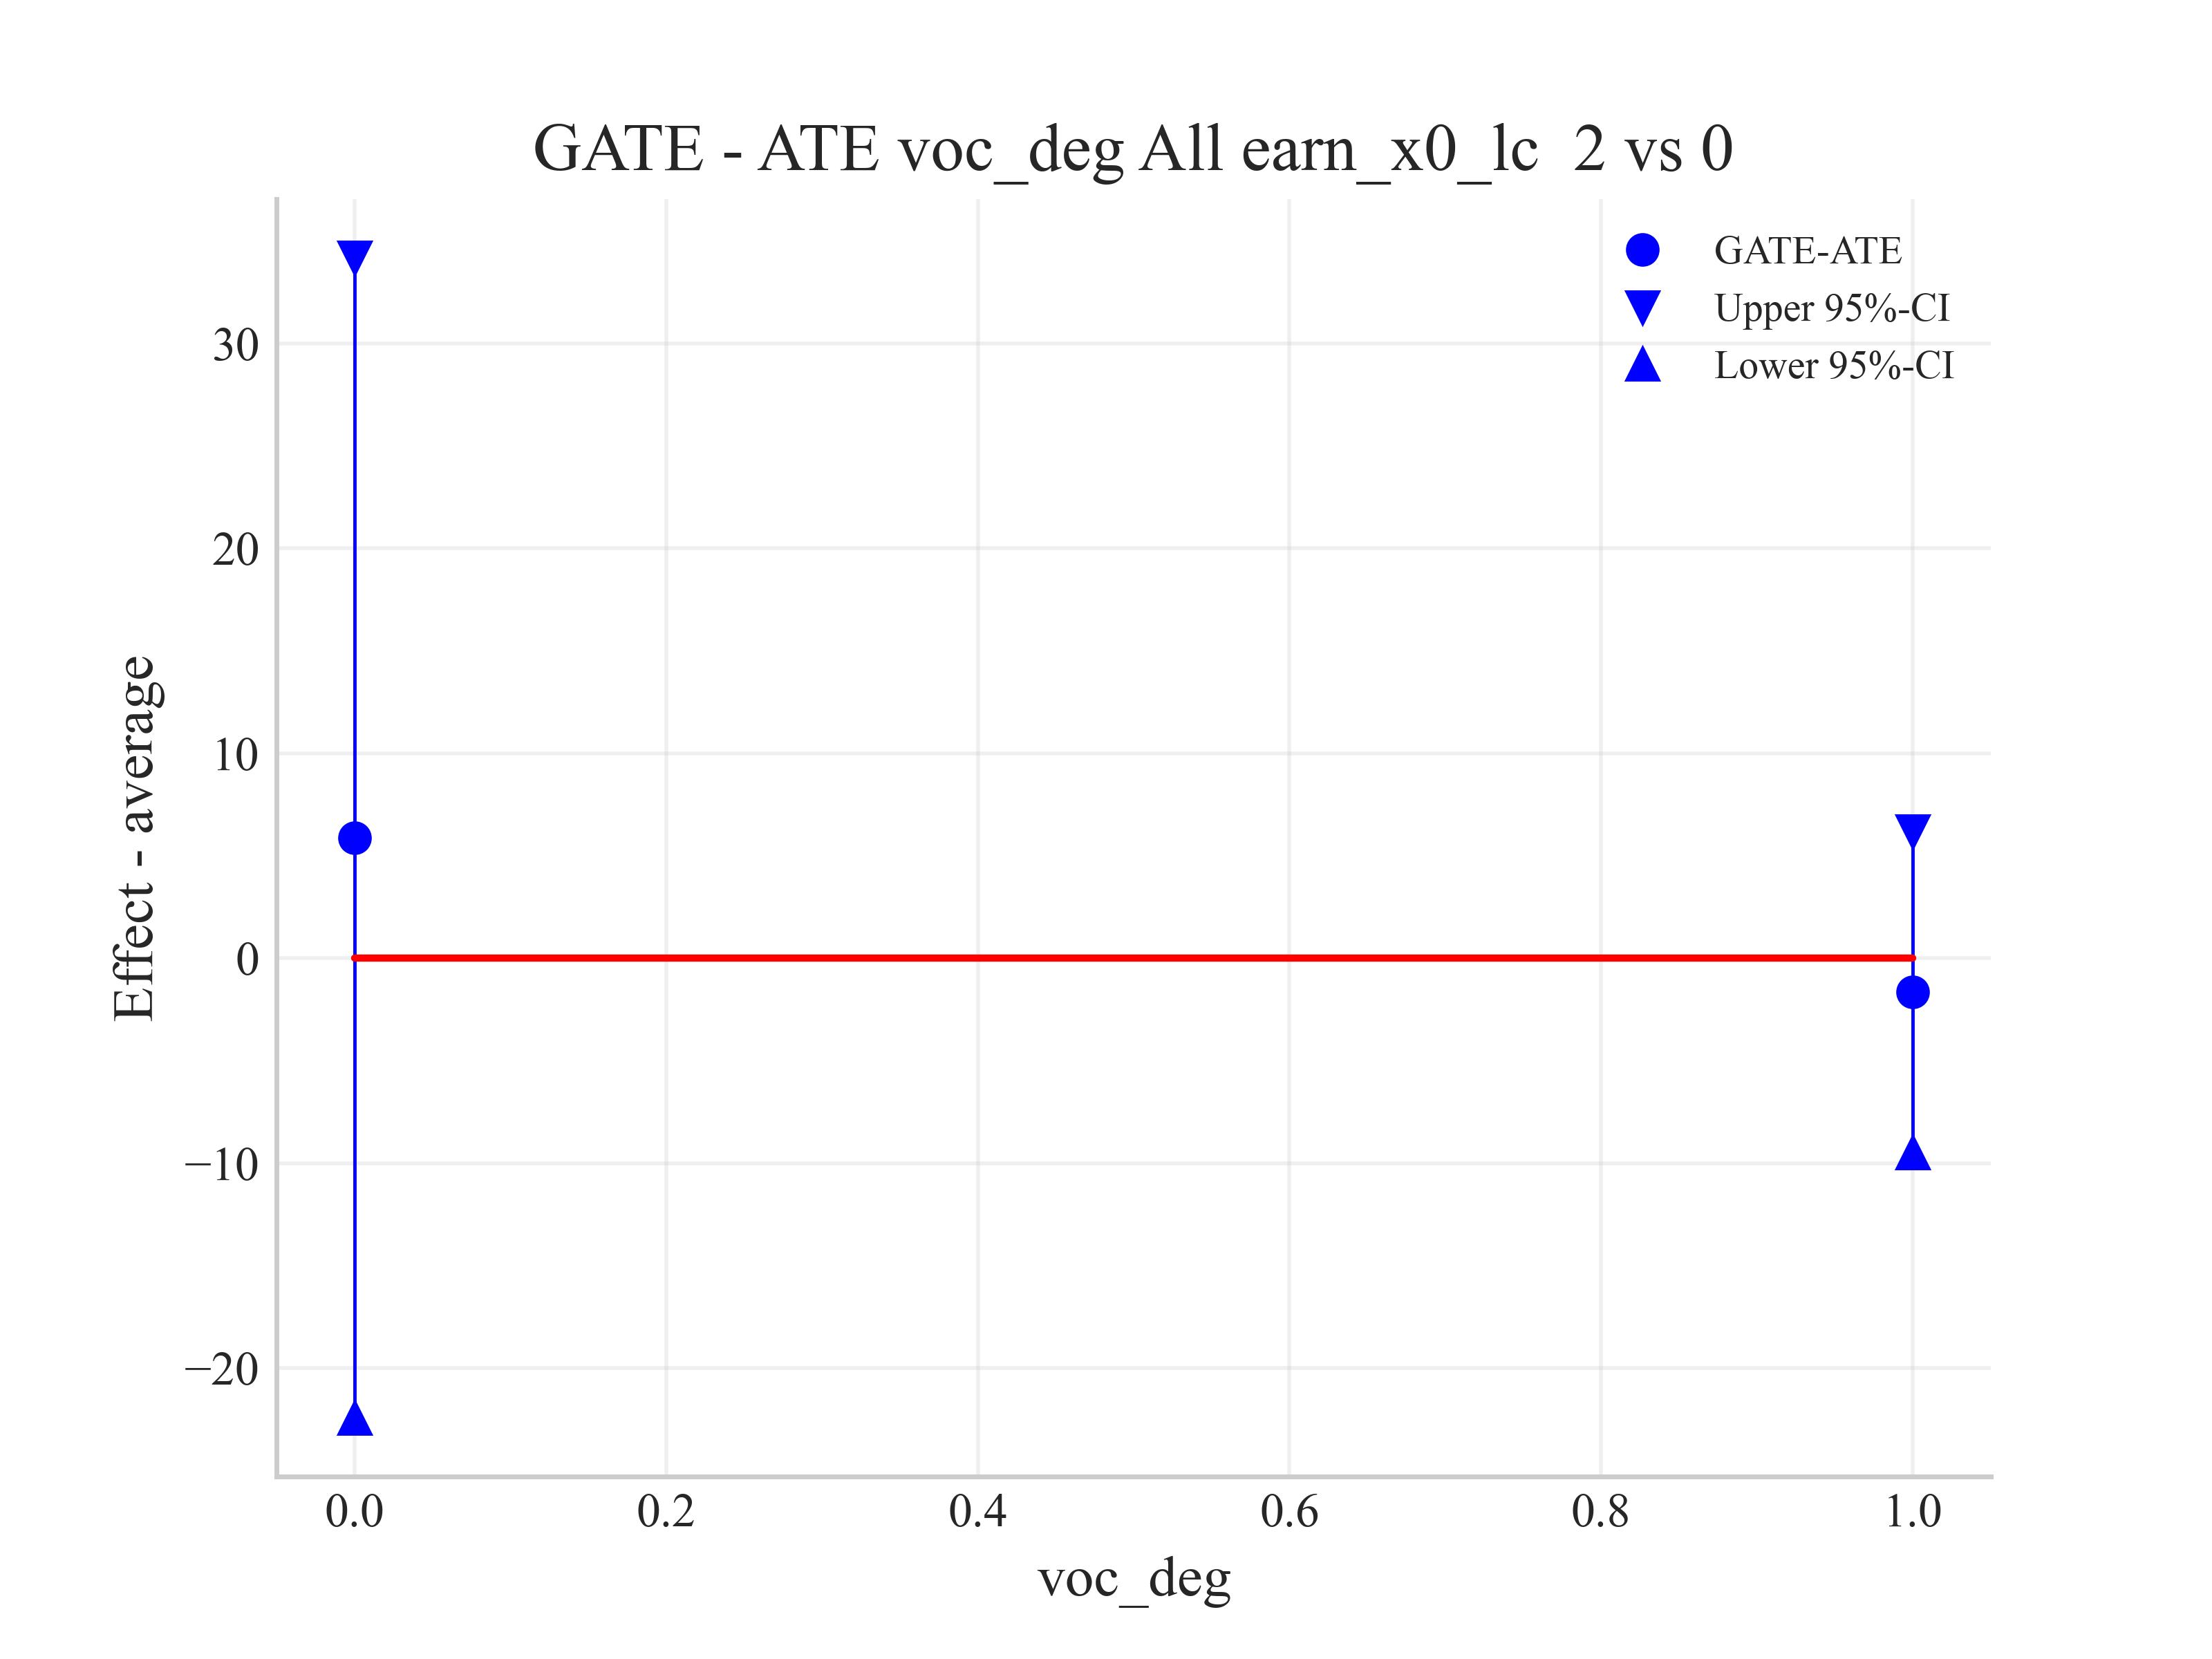 GATE - ATE voc_deg All earn_x0_lc 2 vs 0
GATE-ATE
Upper 95%-CI
Lower 95%-CI
Effect - average
30
20
10
0
−10
−20
0.0 0.2 0.4 0.6 0.8 1.0
voc_deg